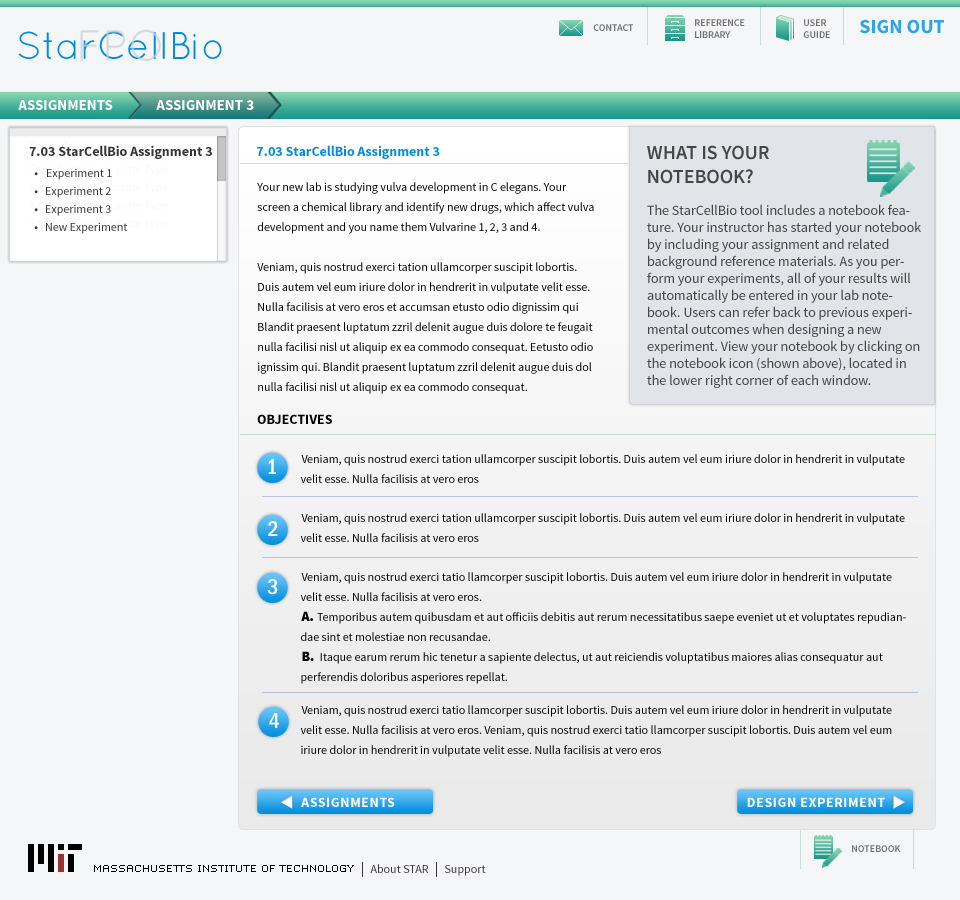 StarCellBio
FPO
CONTACT
REFERENCE
LIBRARY
USER
GUIDE
SIGN OUT
ASSIGNMENTS
ASSIGNMENT 3
7.03 StarCellBio Assignment 3
• Experiment 1
• Experiment 2
• Experiment 3
• New Experiment
7.03 StarCellBio Assignment 3
Your new lab is studying vulva development in C elegans. Your
screen a chemical library and identify new drugs, which affect vulva
development and you name them Vulvarine 1, 2, 3 and 4.
Veniam, quis nostrud exerci tation ullamcorper suscipit lobortis.
Duis autem vel eum iriure dolor in hendrerit in vulputate velit esse.
Nulla facilisis at vero eros et accumsan etusto odio dignissim qui
Blandit praesent luptatum zzril delenit augue duis dolore te feugait
nulla facilisi nisl ut aliquip ex ea commodo consequat. Eetusto odio
ignissim qui. Blandit praesent luptatum zzril delenit augue duis dol
nulla facilisi nisl ut aliquip ex ea commodo consequat.
WHAT IS YOUR
NOTEBOOK?
The StarCellBio tool includes a notebook fea-
ture. Your instructor has started your notebook
by including your assignment and related
background reference materials. As you per-
form your experiments, all of your results will
automatically be entered in your lab note-
book. Users can refer back to previous experi-
mental outcomes when designing a new
experiment. View your notebook by clicking on
the notebook icon (shown above), located in
the lower right corner of each window.
OBJECTIVES
1
Veniam, quis nostrud exerci tation ullamcorper suscipit lobortis. Duis autem vel eum iriure dolor in hendrerit in vulputate
velit esse. Nulla facilisis at vero eros
2
Veniam, quis nostrud exerci tation ullamcorper suscipit lobortis. Duis autem vel eum iriure dolor in hendrerit in vulputate
velit esse. Nulla facilisis at vero eros
3
Veniam, quis nostrud exerci tatio llamcorper suscipit lobortis. Duis autem vel eum iriure dolor in hendrerit in vulputate
velit esse. Nulla facilisis at vero eros.
A. Temporibus autem quibusdam et aut officiis debitis aut rerum necessitatibus saepe eveniet ut et voluptates repudian-
dae sint et molestiae non recusandae.
B. Itaque earum rerum hic tenetur a sapiente delectus, ut aut reiciendis voluptatibus maiores alias consequatur aut
perferendis doloribus asperiores repellat.
4
Veniam, quis nostrud exerci tatio llamcorper suscipit lobortis. Duis autem vel eum iriure dolor in hendrerit in vulputate
velit esse. Nulla facilisis at vero eros. Veniam, quis nostrud exerci tatio llamcorper suscipit lobortis. Duis autem vel eum
iriure dolor in hendrerit in vulputate velit esse. Nulla facilisis at vero eros
ASSIGNMENTS
DESIGN EXPERIMENT
NOTEBOOK
MIT MASSACHUSETTS INSTITUTE OF TECHNOLOGY | About STAR | Support